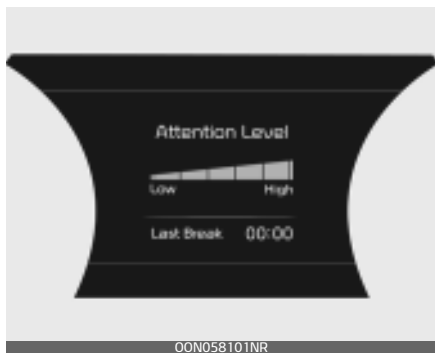 Attention Level
Low High
Last Break 00:00
OON058101NR